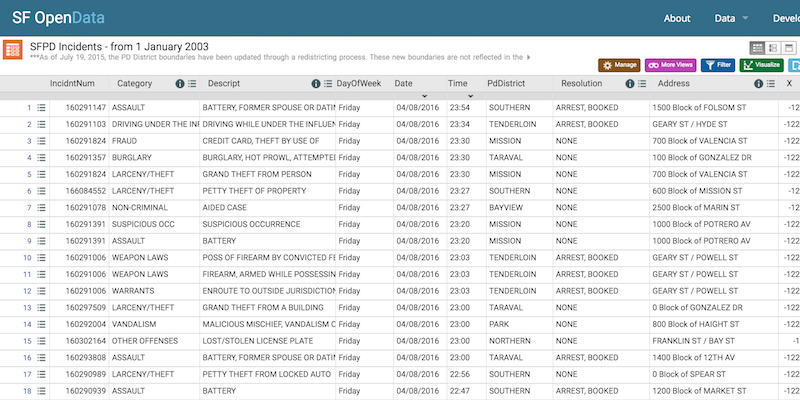 SF OpenData About Data Develo
SFPD Incidents - from 1 January 2003
***As of July 19, 2015, the PD District boundaries have been updated through a redistricting process. These new boundaries are not reflected in the
Manage More Views Filter Visualize
IncidntNum Category Descript DayOfWeek Date Time PdDistrict Resolution Address X
1 160291147 ASSAULT BATTERY, FORMER SPOUSE OR DATIN Friday 04/08/2016 23:54 SOUTHERN ARREST, BOOKED 1500 Block of FOLSOM ST -122
2 160291103 DRIVING UNDER THE INF DRIVING WHILE UNDER THE INFLUEN Friday 04/08/2016 23:34 TENDERLOIN ARREST, BOOKED GEARY ST / HYDE ST -122
3 160291824 FRAUD CREDIT CARD, THEFT BY USE OF Friday 04/08/2016 23:30 MISSION NONE 700 Block of VALENCIA ST -122
4 160291357 BURGLARY BURGLARY, HOT PROWL, ATTEMPTED Friday 04/08/2016 23:30 TARAVAL NONE 100 Block of GONZALEZ DR -122
5 160291824 LARCENY/THEFT GRAND THEFT FROM PERSON Friday 04/08/2016 23:30 MISSION NONE 700 Block of VALENCIA ST -122
6 166084552 LARCENY/THEFT PETTY THEFT OF PROPERTY Friday 04/08/2016 23:27 SOUTHERN NONE 600 Block of MISSION ST -122
7 160291078 NON-CRIMINAL AIDED CASE Friday 04/08/2016 23:27 BAYVIEW NONE 2500 Block of MARIN ST -12
8 160291391 SUSPICIOUS OCC SUSPICIOUS OCCURRENCE Friday 04/08/2016 23:20 MISSION NONE 1000 Block of POTRERO AV -122
9 160291391 ASSAULT BATTERY Friday 04/08/2016 23:20 MISSION NONE 1000 Block of POTRERO AV -122
10 160291006 WEAPON LAWS POSS OF FIREARM BY CONVICTED FE Friday 04/08/2016 23:03 TENDERLOIN ARREST, BOOKED GEARY ST / POWELL ST -122
11 160291006 WEAPON LAWS FIREARM, ARMED WHILE POSSESSIN Friday 04/08/2016 23:03 TENDERLOIN ARREST, BOOKED GEARY ST / POWELL ST -122
12 160291006 WARRANTS ENROUTE TO OUTSIDE JURISDICTION Friday 04/08/2016 23:03 TENDERLOIN ARREST, BOOKED GEARY ST / POWELL ST -122
13 160297509 LARCENY/THEFT GRAND THEFT FROM A BUILDING Friday 04/08/2016 23:00 TARAVAL NONE 0 Block of GONZALEZ DR -122
14 160292004 VANDALISM MALICIOUS MISCHIEF, VANDALISM O Friday 04/08/2016 23:00 PARK NONE 800 Block of HAIGHT ST -122
15 160302164 OTHER OFFENSES LOST/STOLEN LICENSE PLATE Friday 04/08/2016 23:00 NORTHERN NONE FRANKLIN ST / BAY ST -12
16 160293808 ASSAULT BATTERY, FORMER SPOUSE OR DATIN Friday 04/08/2016 23:00 TARAVAL ARREST, BOOKED 1400 Block of 12TH AV -122
17 160290989 LARCENY/THEFT PETTY THEFT FROM LOCKED AUTO Friday 04/08/2016 22:56 SOUTHERN NONE 0 Block of SPEAR ST -122
18 160290939 ASSAULT BATTERY Friday 04/08/2016 22:47 SOUTHERN ARREST, BOOKED 1200 Block of MARKET ST -122